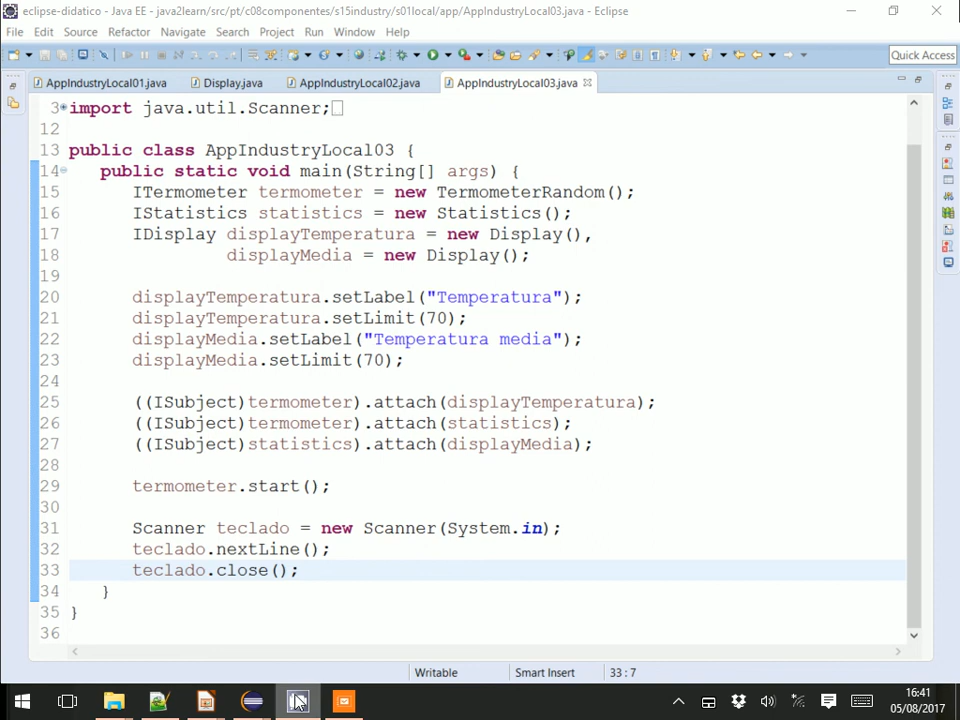 eclipse-didatico - Java EE - java2learn/src/pt/c08componentes/s15industry/s01local/app/AppIndustryLocal03.java - Eclipse
File Edit Source Refactor Navigate Search Project Run Window Help
Quick Access
AppIndustryLocal01.java Display.java AppIndustryLocal02.java AppIndustryLocal03.java
3 import java.util.Scanner;
12
13 public class AppIndustryLocal03 {
14 public static void main(String[] args) {
15 ITermometer termometer = new TermometerRandom();
16 IStatistics statistics = new Statistics();
17 IDisplay displayTemperatura = new Display(),
18 displayMedia = new Display();
19
20 displayTemperatura.setLabel("Temperatura");
21 displayTemperatura.setLimit(70);
22 displayMedia.setLabel("Temperatura media");
23 displayMedia.setLimit(70);
24
25 ((ISubject)termometer).attach(displayTemperatura);
26 ((ISubject)termometer).attach(statistics);
27 ((ISubject)statistics).attach(displayMedia);
28
29 termometer.start();
30
31 Scanner teclado = new Scanner(System.in);
32 teclado.nextLine();
33 teclado.close();
34 }
35 }
36
Writable Smart Insert 33 : 7
16:41
05/08/2017